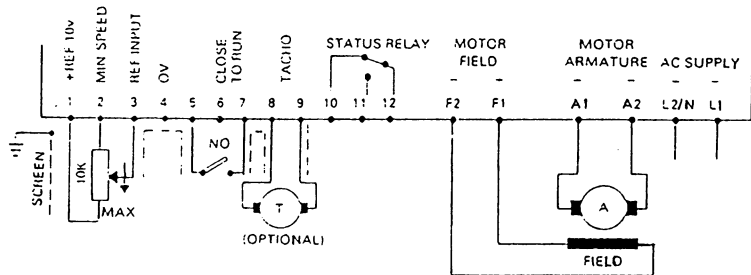 +REF 10v
MIN SPEED
REF INPUT
OV
CLOSE
TO RUN
TACHO
STATUS RELAY
MOTOR
FIELD
MOTOR
ARMATURE
AC SUPPLY
1 2 3 4 5 6 7 8 9 10 11 12 F2 F1 A1 A2 L2/N L1
SCREEN
10K
MAX
NO
T
(OPTIONAL)
A
FIELD